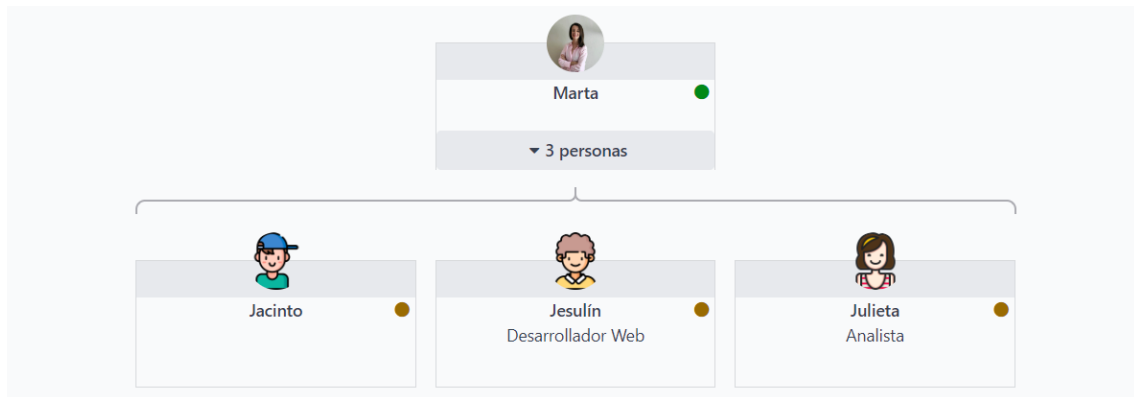 Marta
3 personas
Jacinto
Jesulín
Julieta
Desarrollador Web
Analista